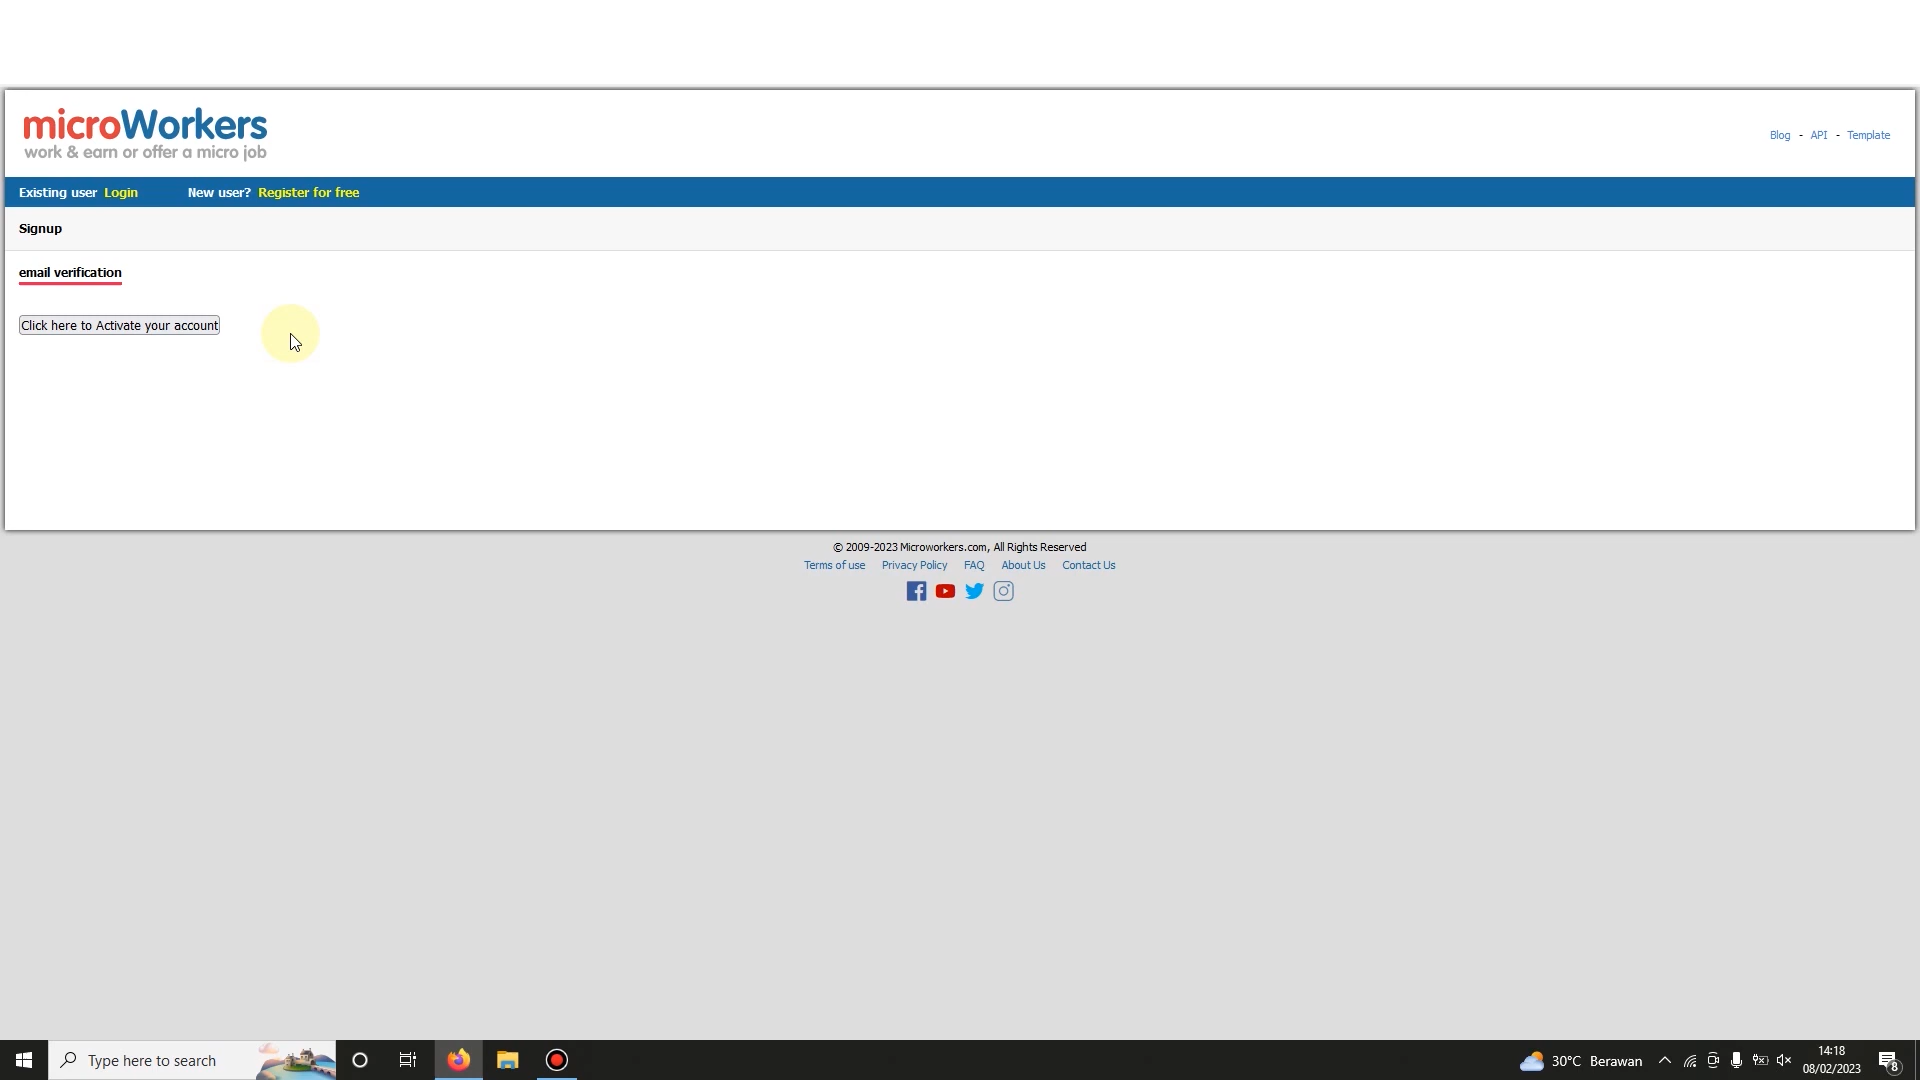 microWorkers
work & earn or offer a micro job
Blog - API - Template
Existing user Login New user? Register for free
Signup
email verification
Click here to Activate your account
© 2009-2023 Microworkers.com, All Rights Reserved
Terms of use Privacy Policy FAQ About Us Contact Us
Type here to search
30°C Berawan
14:18
08/02/2023
8